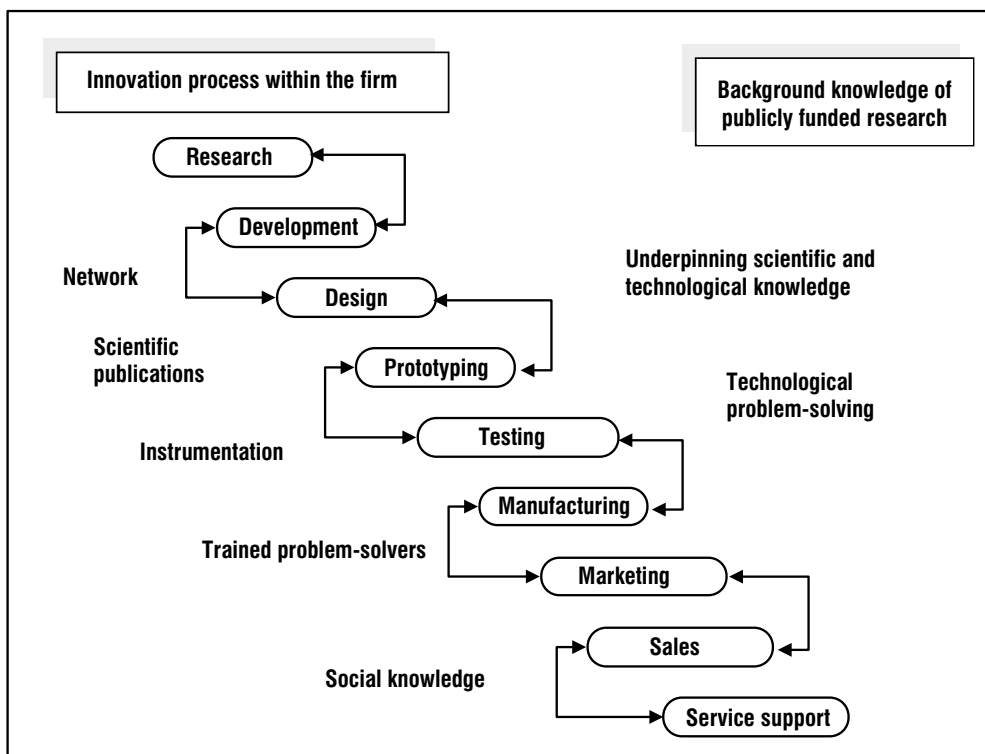 Innovation process within the firm
Background knowledge of
publicly funded research
Research
Development
Network
Underpinning scientific and
technological knowledge
Design
Scientific
publications
Prototyping
Technological
problem-solving
Testing
Instrumentation
Manufacturing
Trained problem-solvers
Marketing
Sales
Social knowledge
Service support